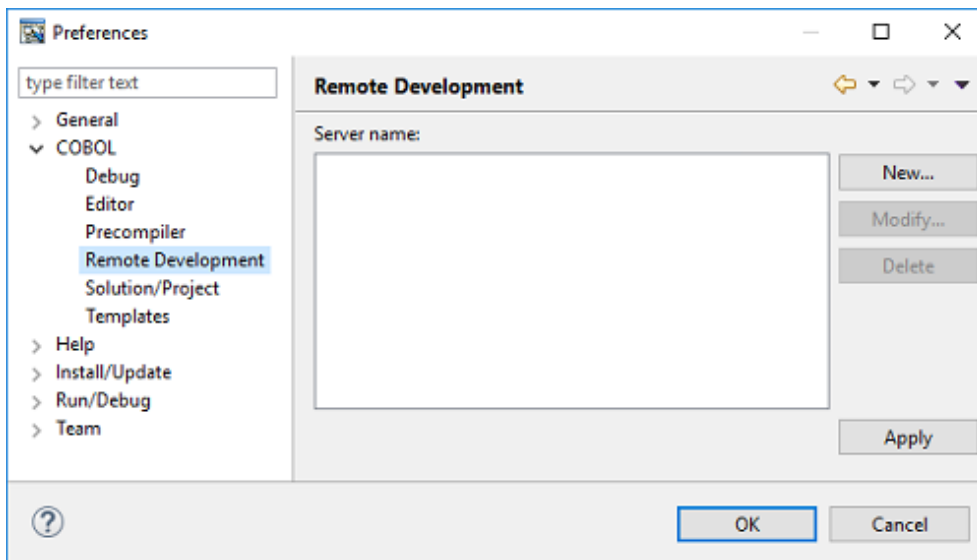 Preferences
type filter text
General
COBOL
Debug
Editor
Precompiler
Remote Development
Solution/Project
Templates
Help
Install/Update
Run/Debug
Team
Remote Development
Server name:
New...
Modify...
Delete
Apply
OK
Cancel